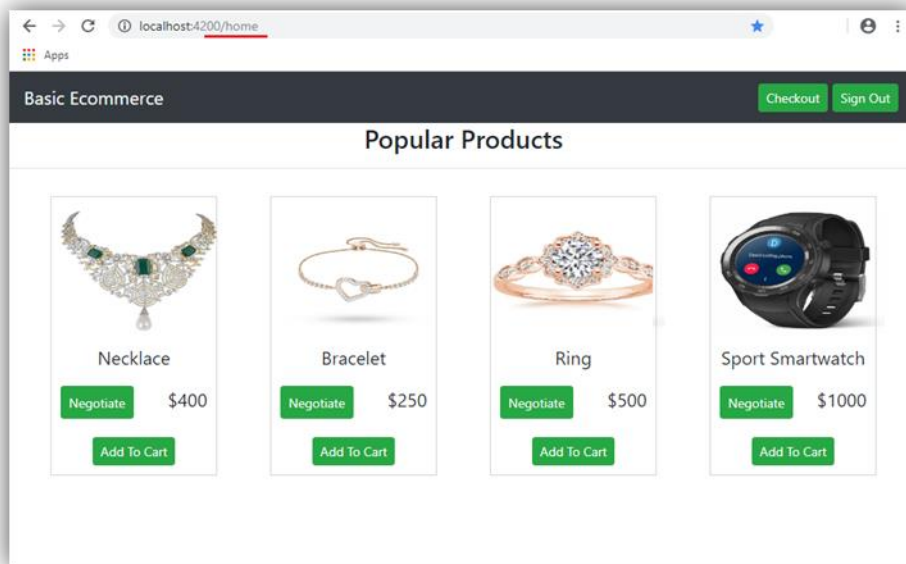 localhost:4200/home
Apps
Basic Ecommerce
Checkout Sign Out
Popular Products
Necklace
Negotiate $400
Add To Cart
Bracelet
Negotiate $250
Add To Cart
Ring
Negotiate $500
Add To Cart
Sport Smartwatch
Negotiate $1000
Add To Cart